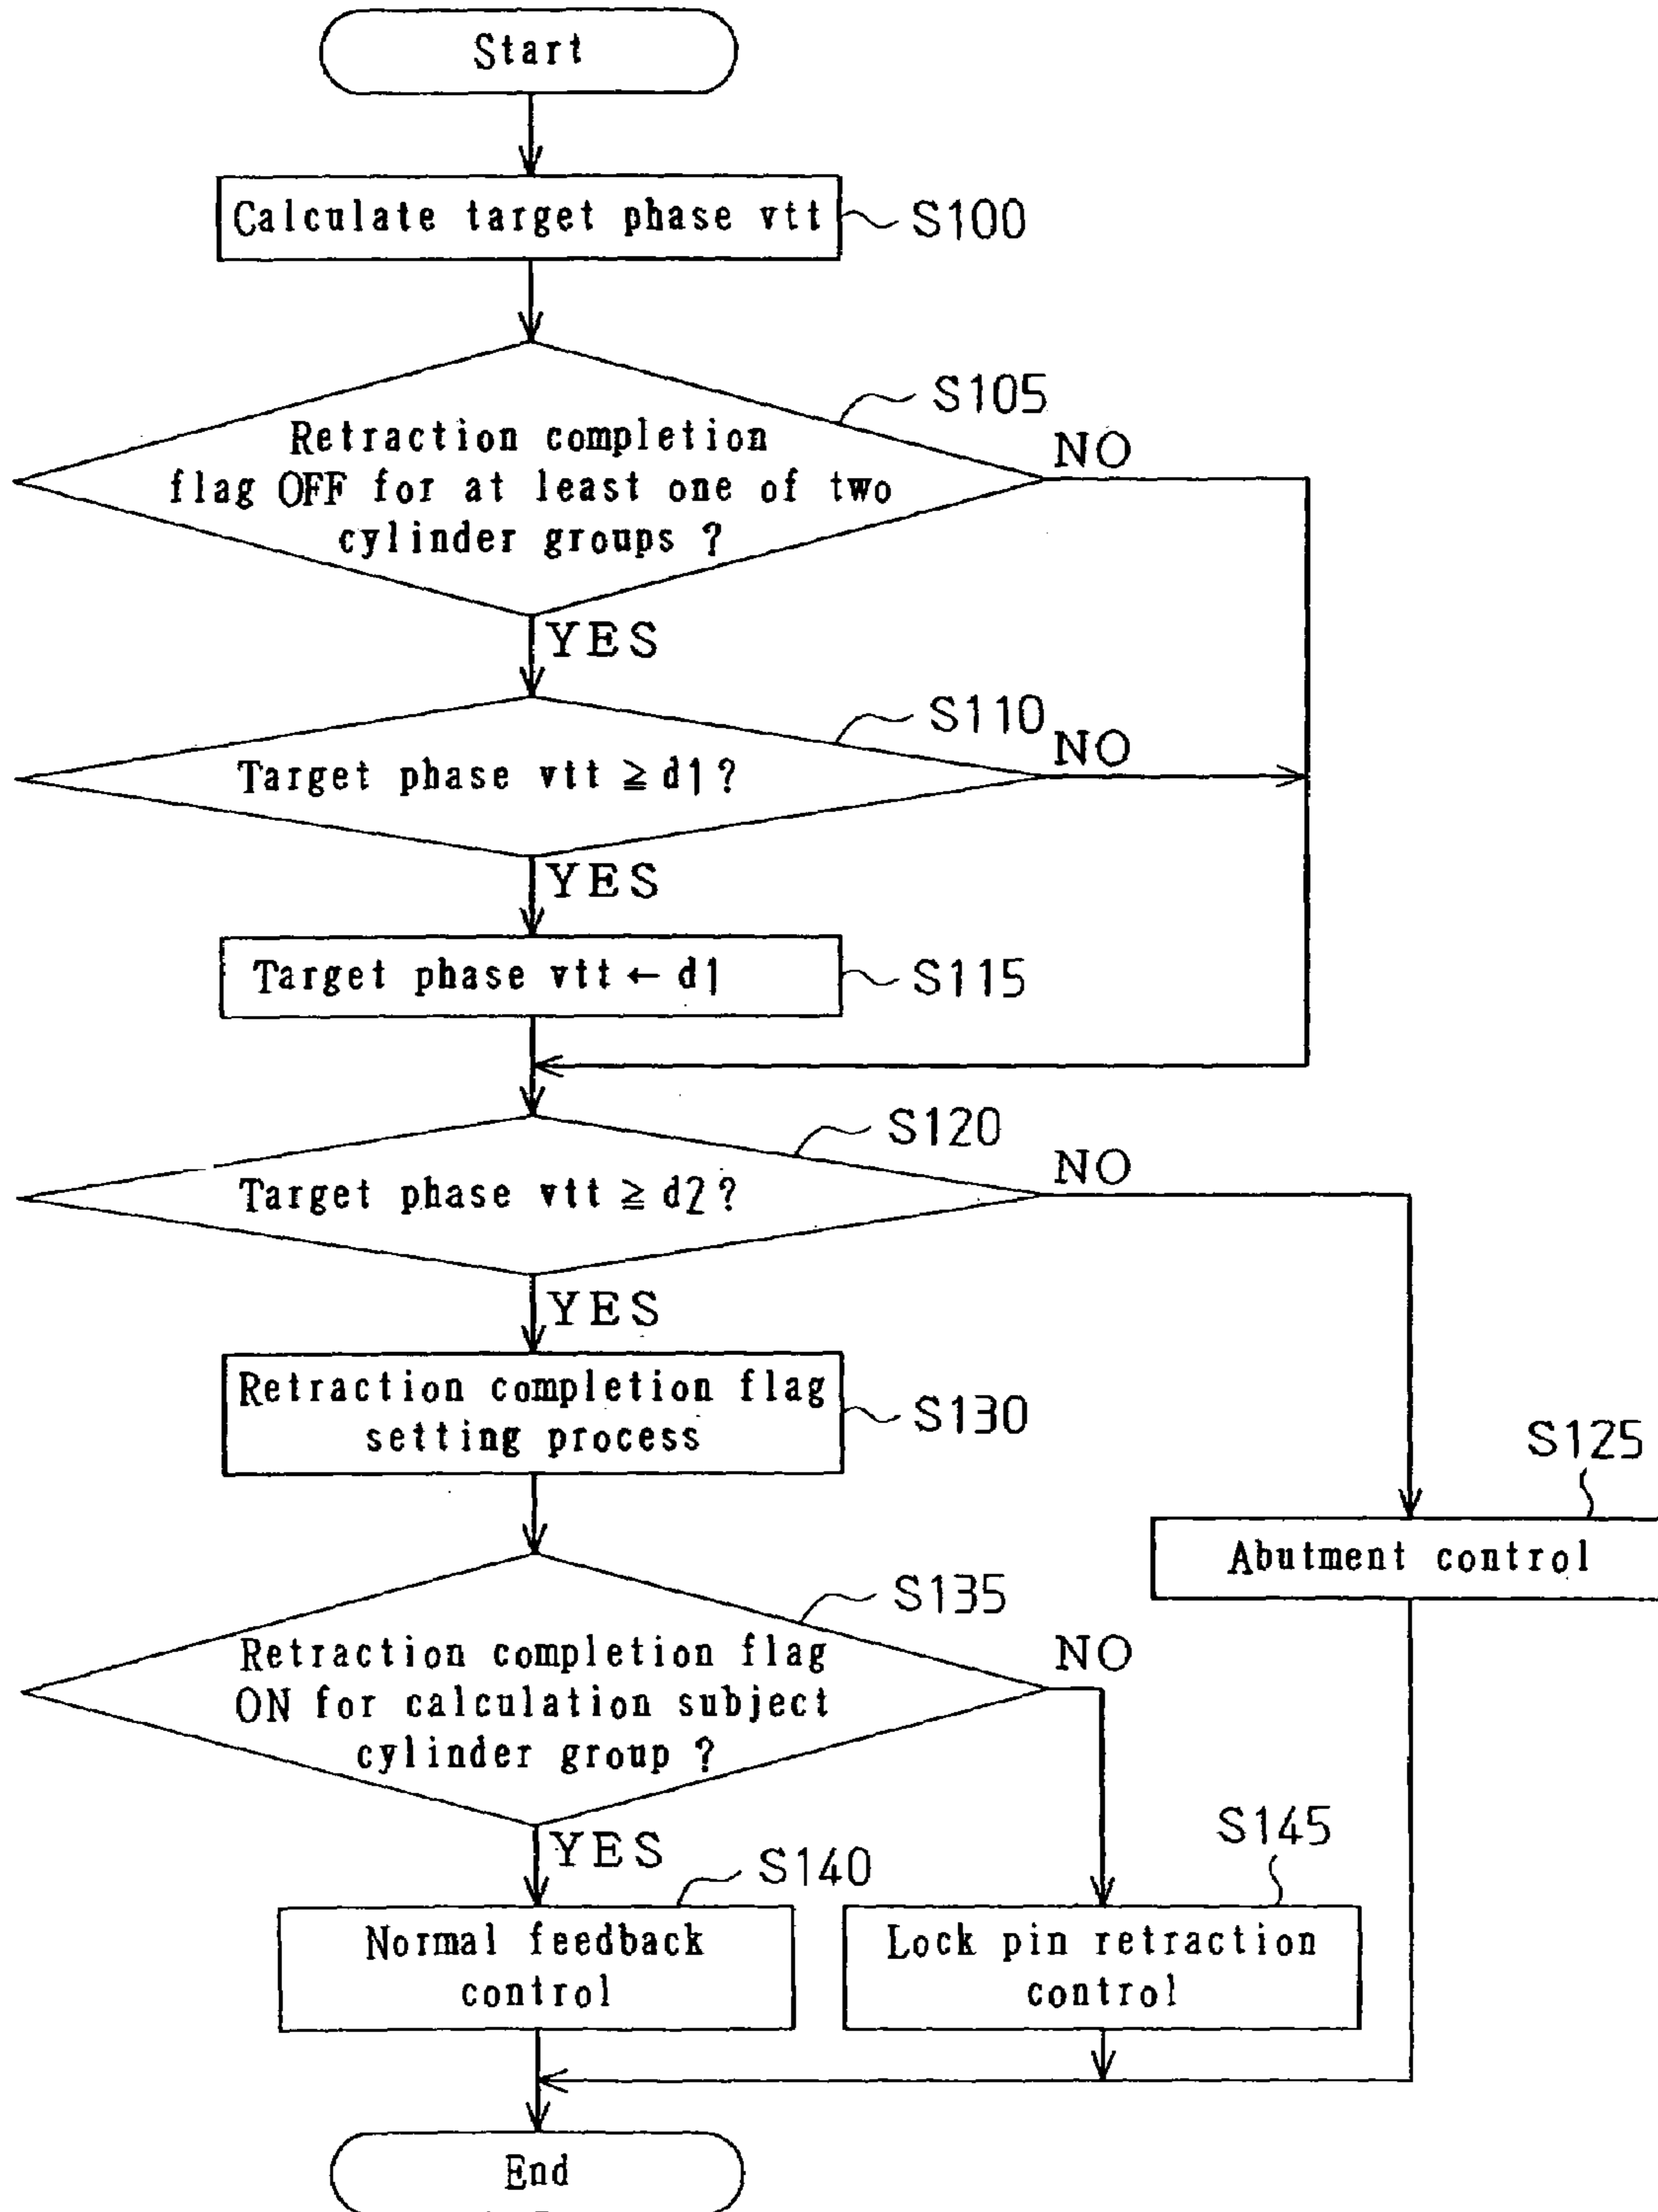 Start
Calculate target phase vtt
S100
S105
Retraction completion
flag OFF for at least one of two
cylinder groups ?
NO
YES
S110
NO
Target phase vtt ≧ d1?
YES
Target phase vtt ← d1
S115
S120
NO
Target phase vtt ≧ d2?
YES
Retraction completion flag
setting process
S130
S125
Abutment control
S135
NO
Retraction completion flag
ON for calculation subject
cylinder group ?
YES
S140
S145
Normal feedback
control
Lock pin retraction
control
End